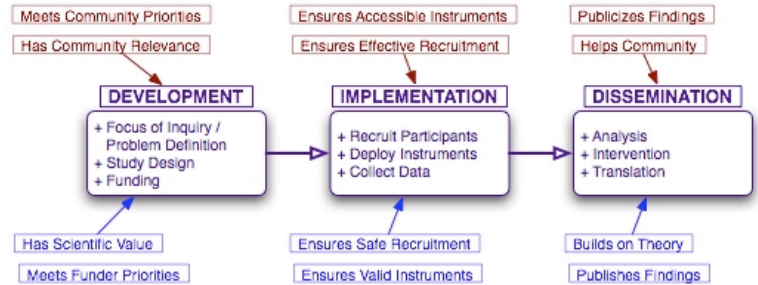 Meets Community Priorities
Has Community Relevance
Ensures Accessible Instruments
Ensures Effective Recruitment
Publicizes Findings
Helps Community
DEVELOPMENT
+ Focus of Inquiry /
Problem Definition
+ Study Design
+ Funding
IMPLEMENTATION
+ Recruit Participants
+ Deploy Instruments
+ Collect Data
DISSEMINATION
+ Analysis
+ Intervention
+ Translation
Has Scientific Value
Meets Funder Priorities
Ensures Safe Recruitment
Ensures Valid Instruments
Builds on Theory
Publishes Findings